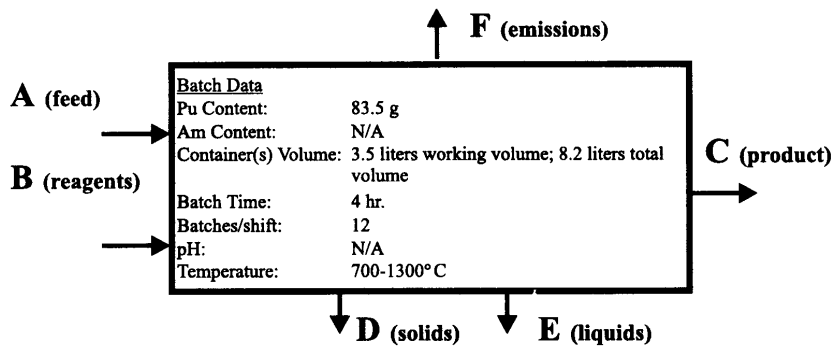 F (emissions)
A (feed)
B (reagents)
Batch Data
Pu Content: 83.5 g
Am Content: N/A
Container(s) Volume: 3.5 liters working volume; 8.2 liters total
volume
Batch Time: 4 hr.
Batches/shift: 12
pH: N/A
Temperature: 700-1300° C
C (product)
D (solids) E (liquids)